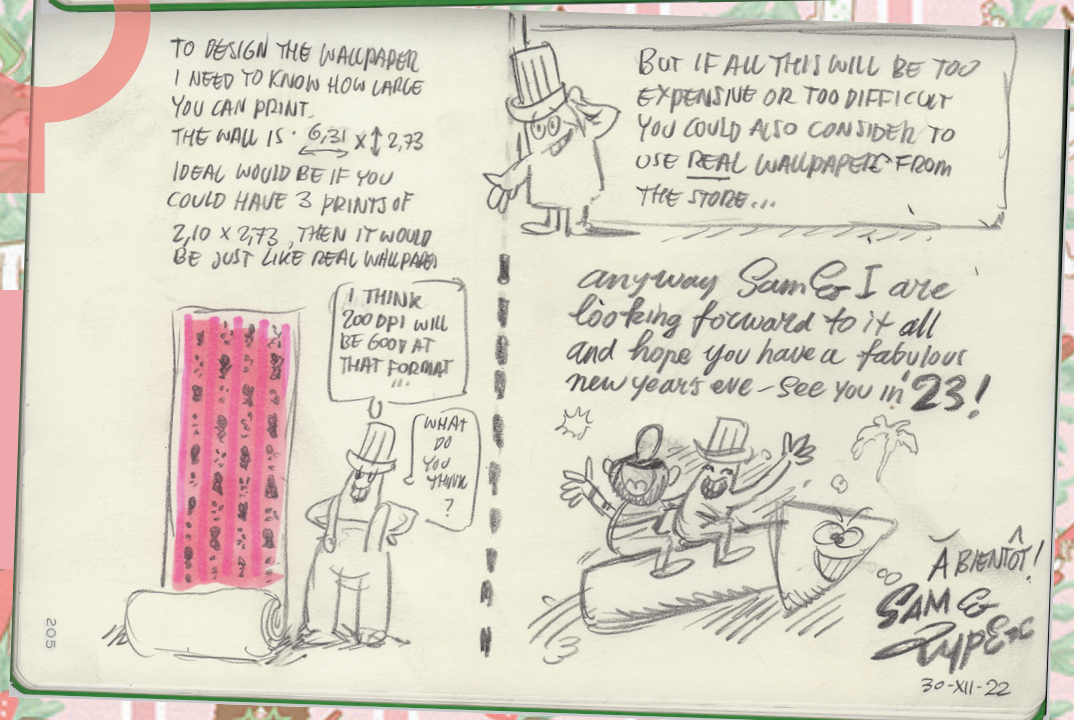 TO DESIGN THE WALLPAPER
I NEED TO KNOW HOW LARGE
YOU CAN PRINT.
THE WALL IS · 6,31 X 2,73
IDEAL WOULD BE IF YOU
COULD HAVE 3 PRINTS OF
2,10 X 2,73, THEN IT WOULD
BE JUST LIKE REAL WALLPAPER
I THINK
200 DPI WILL
BE GOOD AT
THAT FORMAT
...
WHAT
DO
YOU
THINK
?
205
BUT IF ALL THIS WILL BE TOO
EXPENSIVE OR TOO DIFFICULT
YOU COULD ALSO CONSIDER TO
USE REAL WALLPAPERS FROM
THE STORE...
anyway Sam & I are
looking forward to it all
and hope you have a fabulous
new years eve - see you in '23!
À BIENTÔT!
SAM &
3
30-XII-22